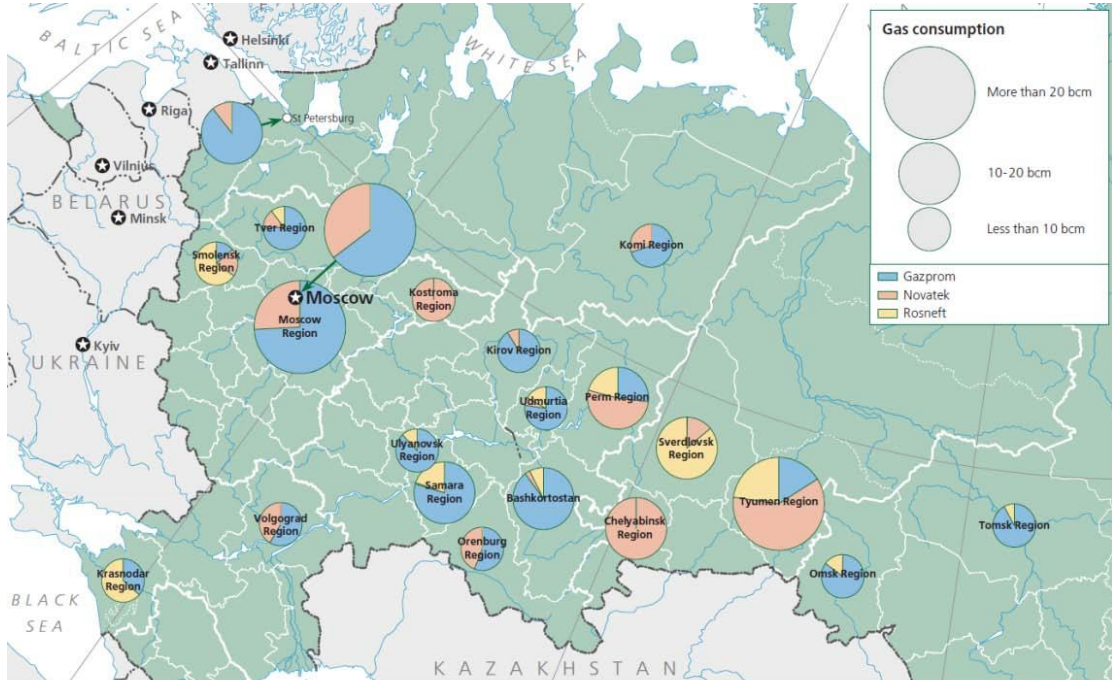 BALTIC SEA
Helsinki
Tallinn
WHITE SEA
Riga
St Petersburg
Vilnius
BELARUS
Minsk
Tver Region
Smolensk
Region
Komi Region
Moscow
Moscow
Region
Kostroma
Region
Kyiv
UKRAINE
Kirov Region
Udmurtia
Region
Perm Region
Sverdlovsk
Region
Ulyanovsk
Region
Samara
Region
Bashkortostan
Tyumen Region
Chelyabinsk
Region
Volgograd
Region
Orenburg
Region
Tomsk Region
Krasnodar
Region
Omsk Region
BLACK
SEA
KAZAKHSTAN
Gas consumption
More than 20 bcm
10-20 bcm
Less than 10 bcm
Gazprom
Novatek
Rosneft